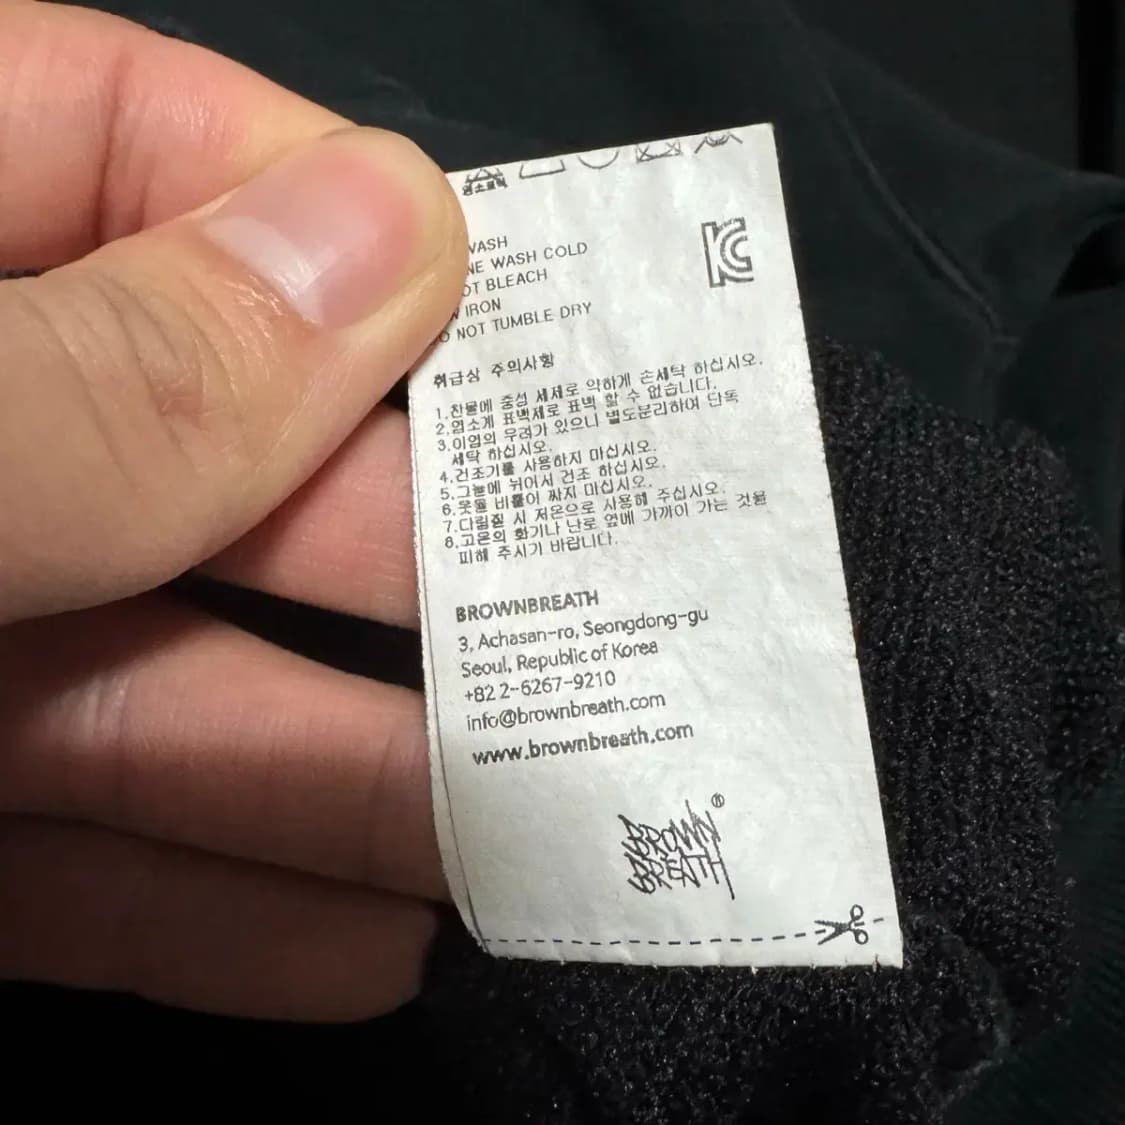 염소표백
WASH
NE WASH COLD
OT BLEACH
W IRON
O NOT TUMBLE DRY
취급상 주의사항
1.찬물에 중성 세제로 약하게 손세탁 하십시오.
2.염소계 표백제로 표백 할 수 없습니다.
3.이염의 우려가 있으니 별도분리하여 단독
세탁 하십시오.
4.건조기를 사용하지 마십시오.
5.그늘에 뉘어서 건조 하십시오.
6.옷을 비틀어 짜지 마십시오.
7.다림질 시 저온으로 사용해 주십시오.
8.고온의 화기나 난로 옆에 가까이 가는 것을
피해 주시기 바랍니다.
BROWNBREATH
3, Achasan-ro, Seongdong-gu
Seoul, Republic of Korea
+82 2-6267-9210
info@brownbreath.com
www.brownbreath.com
BROWN
BREATH
®